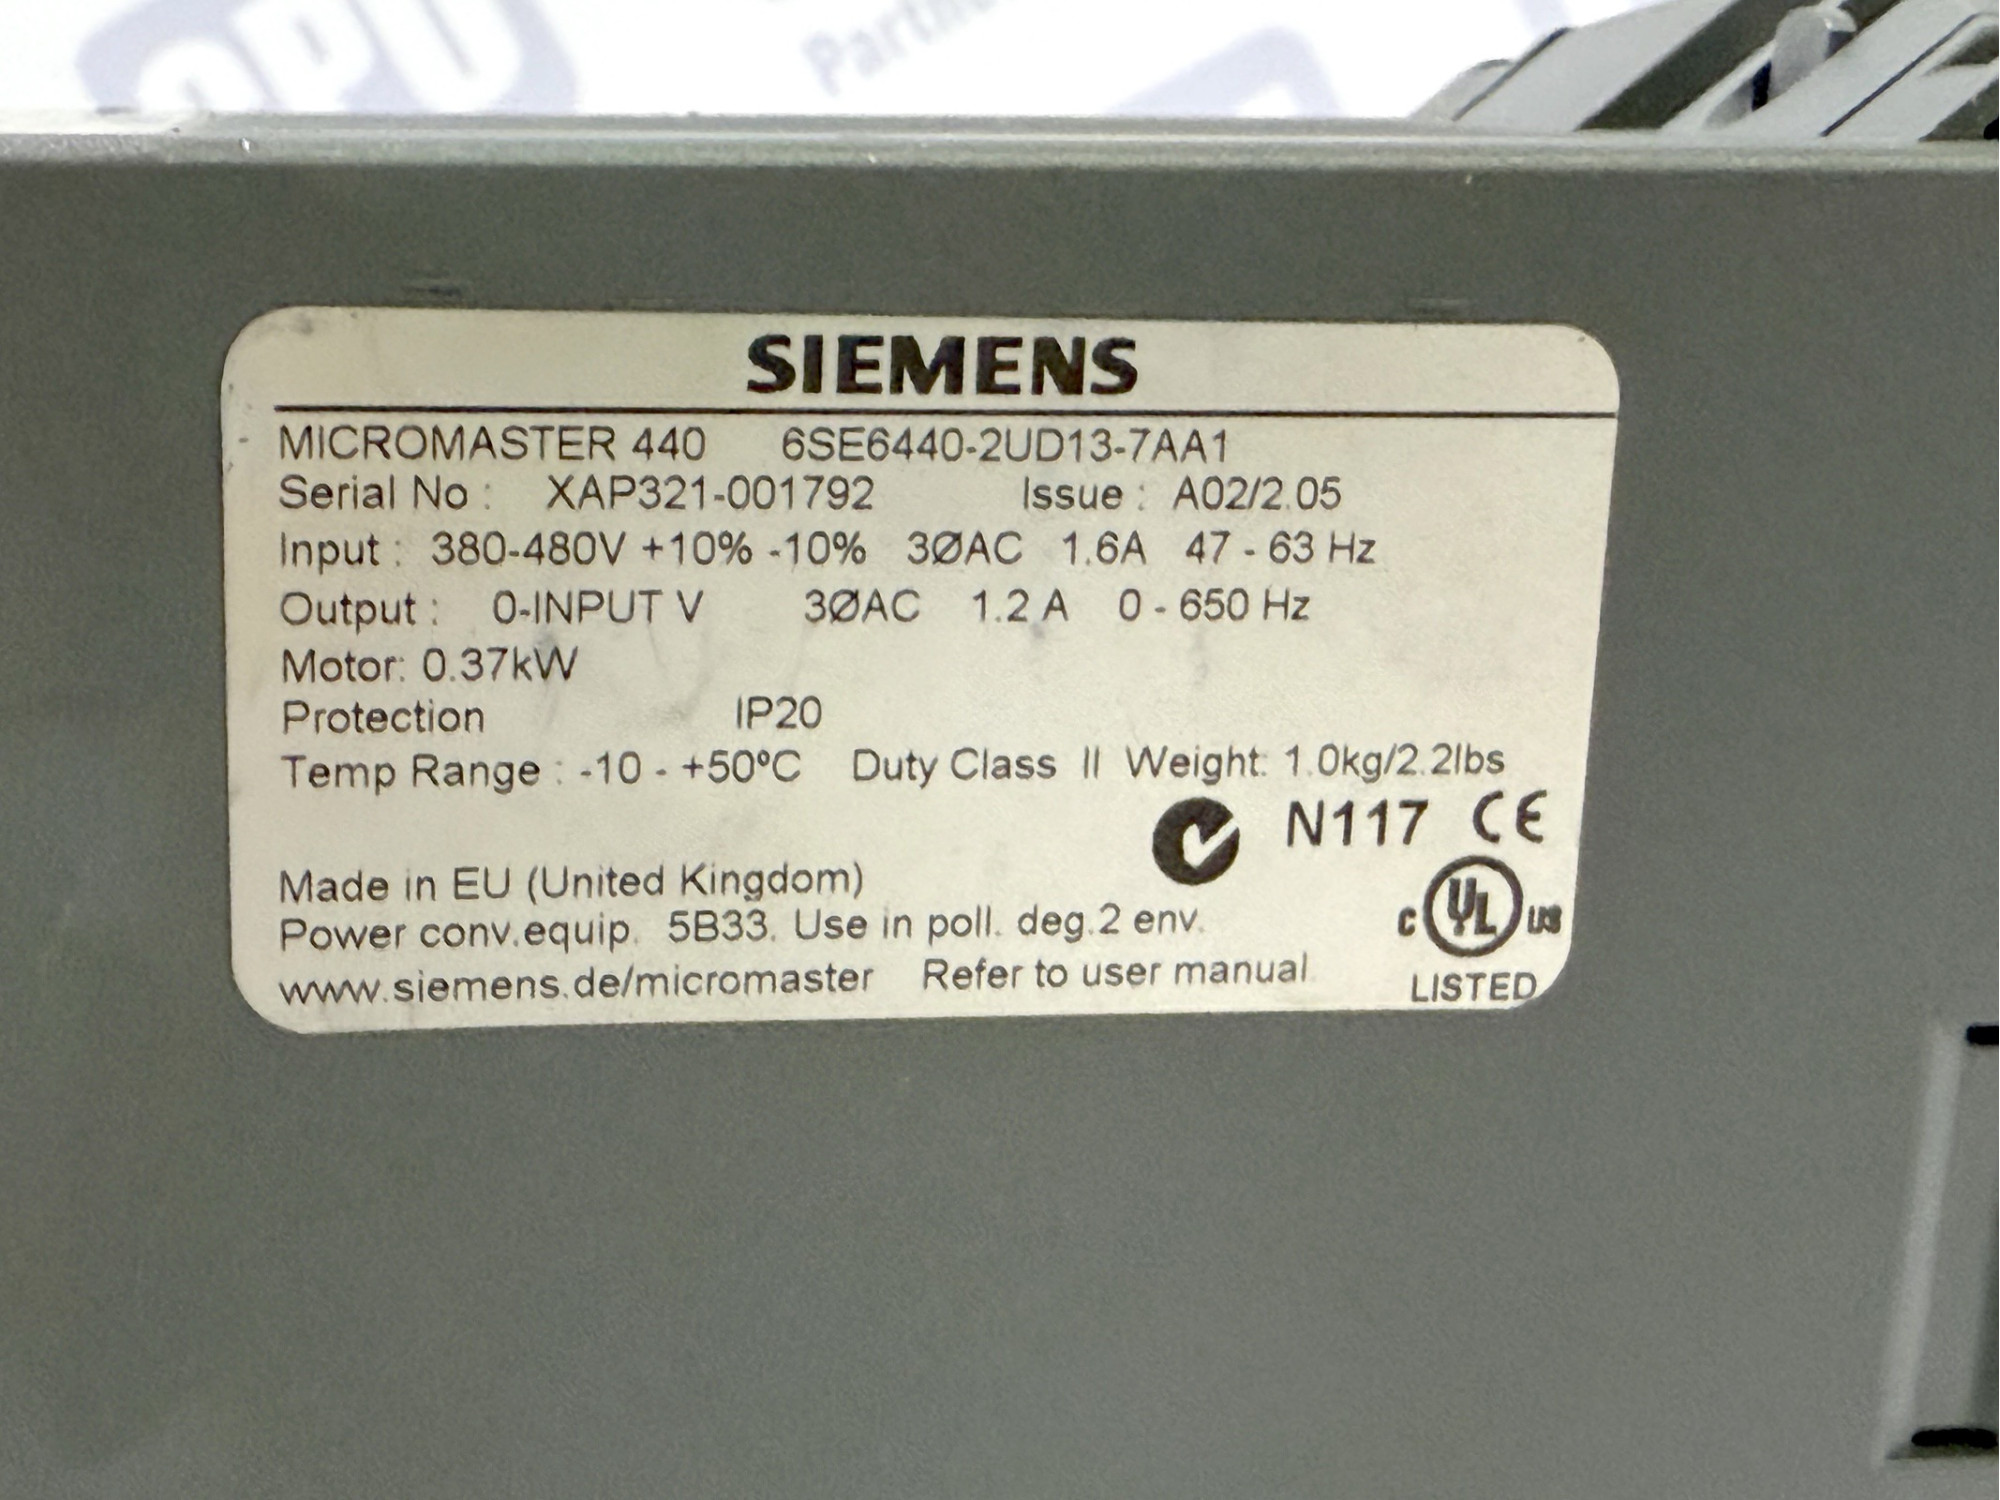 SIEMENS
MICROMASTER 440 6SE6440-2UD13-7AA1
Serial No : XAP321-001792 Issue : A02/2.05
Input : 380-480V +10% -10% 3ØAC 1.6A 47 - 63 Hz
Output : 0-INPUT V 3ØAC 1.2 A 0 - 650 Hz
Motor: 0.37kW
Protection IP20
Temp Range : -10 - +50ºC Duty Class II Weight: 1.0kg/2.2lbs
N117 CE
Made in EU (United Kingdom)
Power conv.equip. 5B33. Use in poll. deg.2 env.
C UL US
www.siemens.de/micromaster Refer to user manual
LISTED